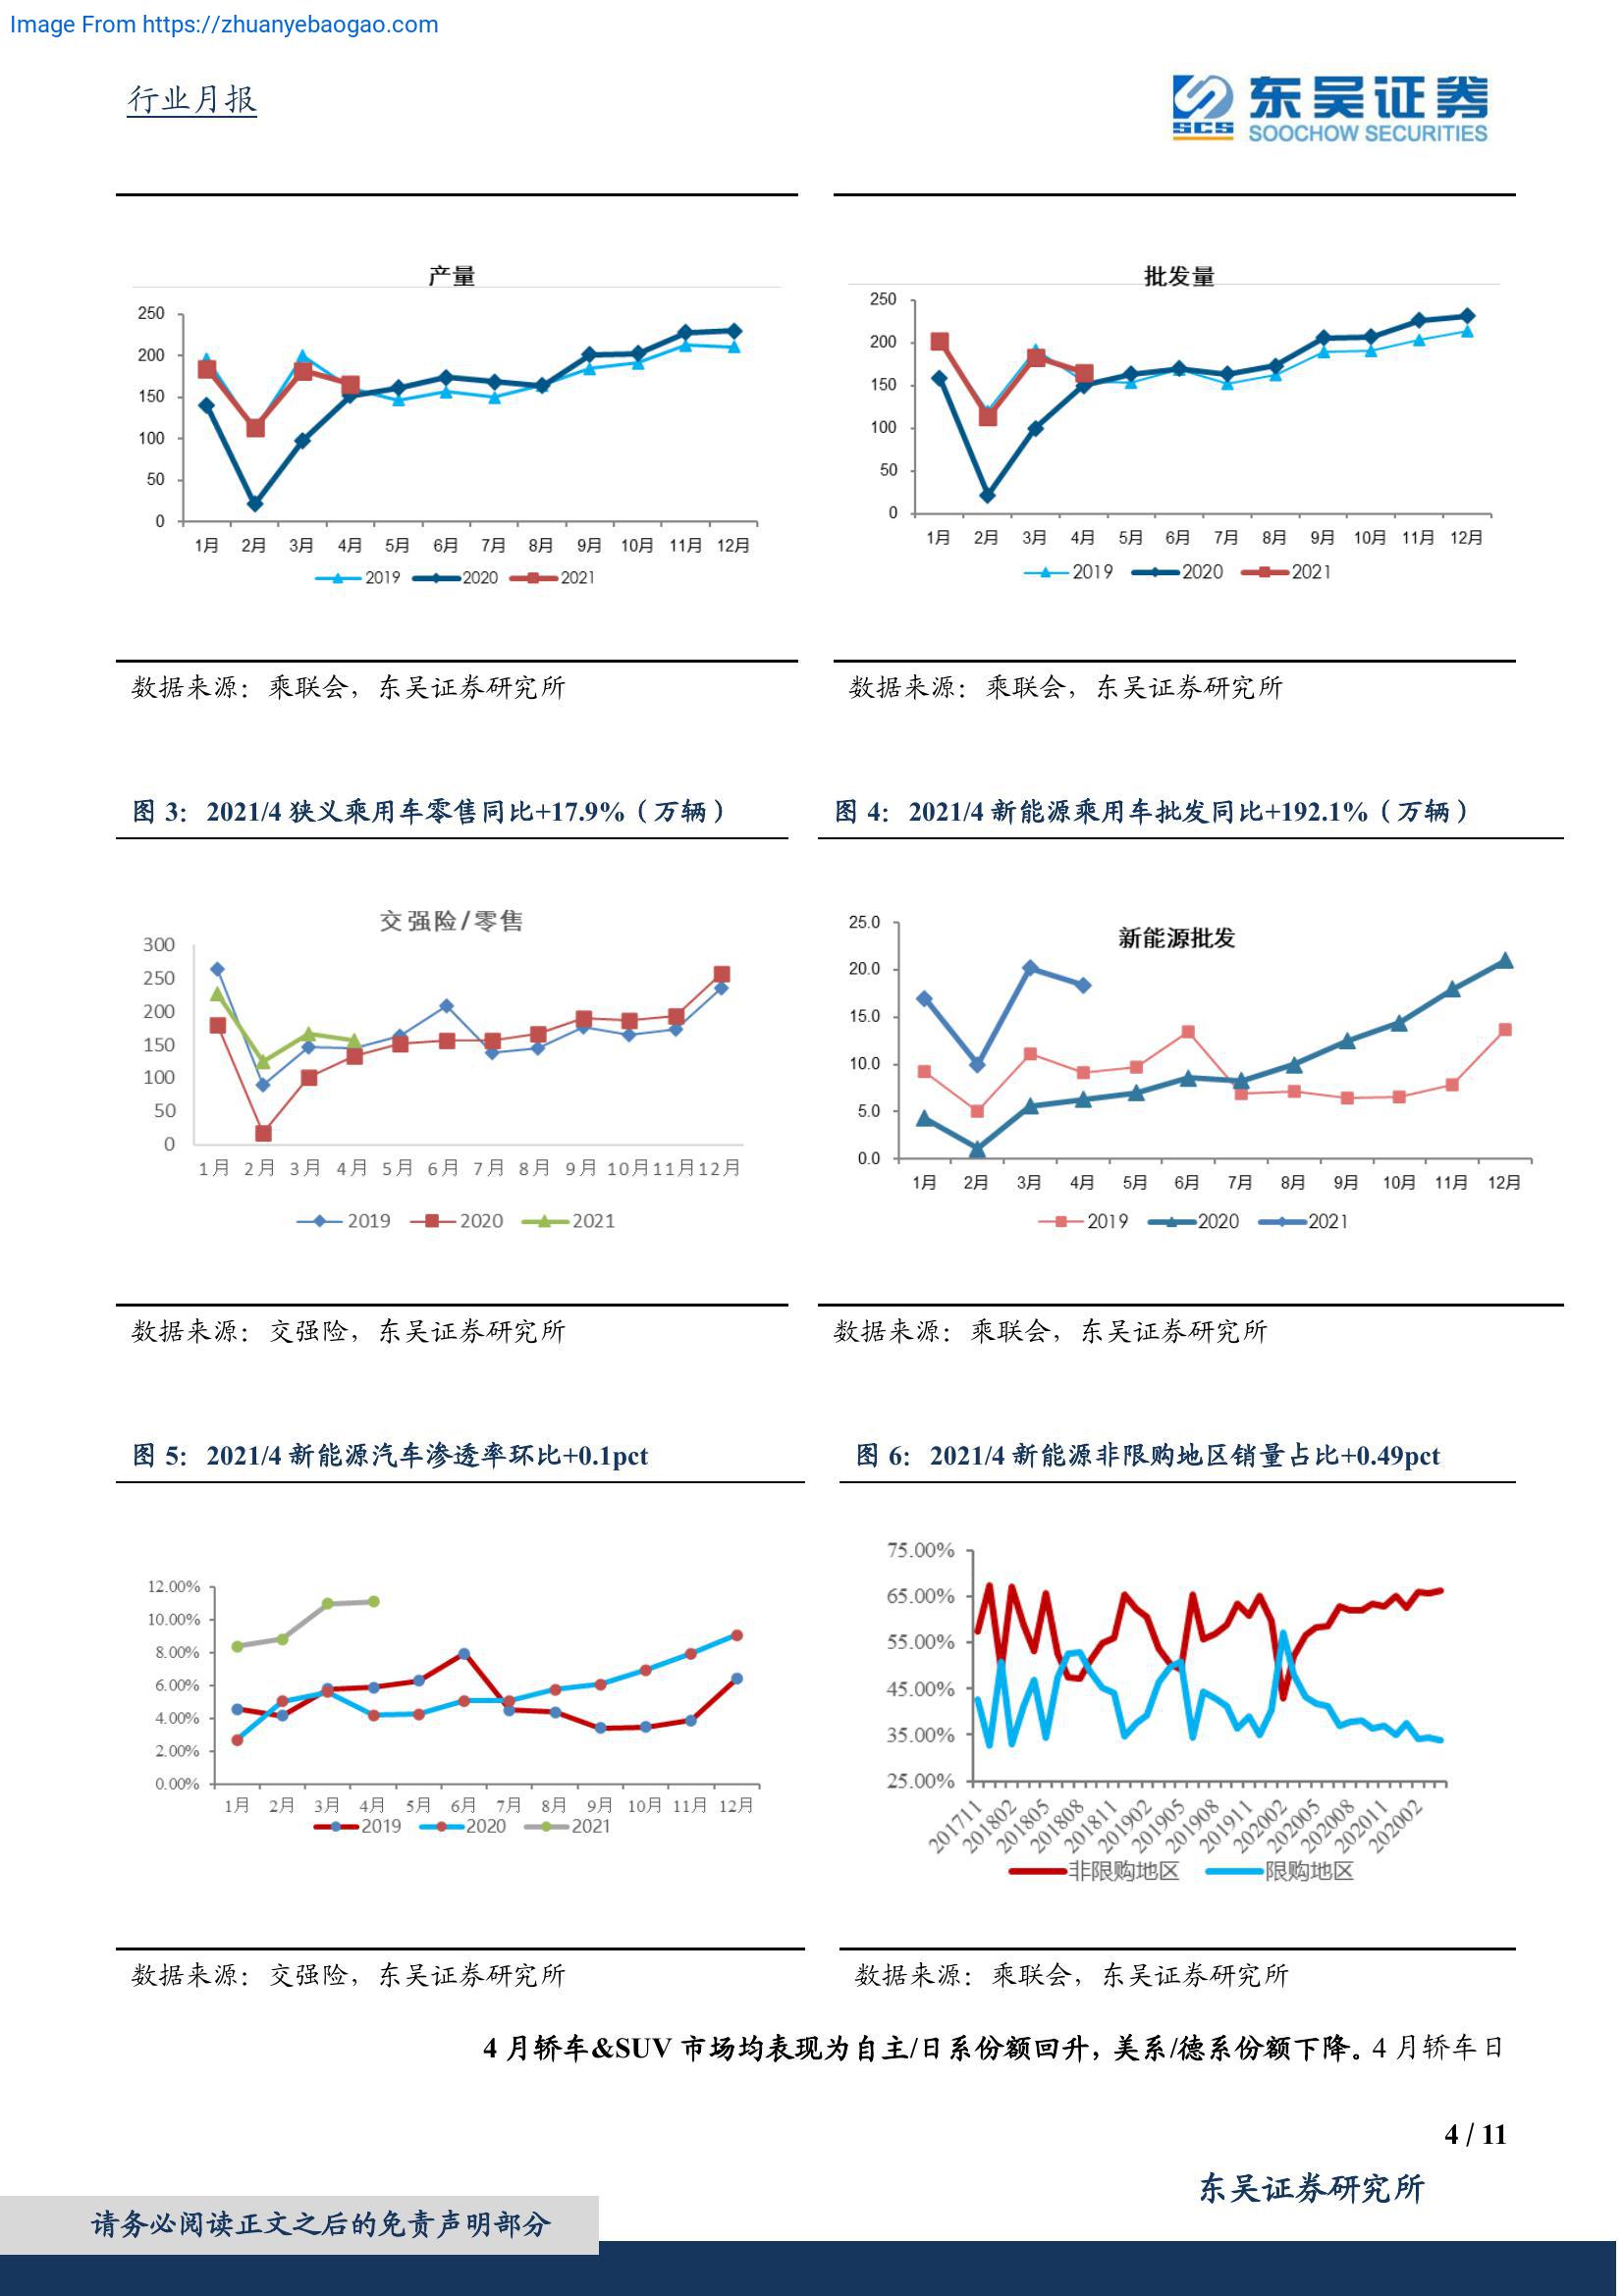 Image From https://zhuanyebaogao.com
行业月报
东吴证券
SCS
SOOCHOW SECURITIES
产量
250
200
150
100
50
0
1月 2月 3月 4月 5月 6月 7月 8月 9月 10月 11月 12月
2019 2020 2021
批发量
250
200
150
100
50
0
1月 2月 3月 4月 5月 6月 7月 8月 9月 10月 11月 12月
2019 2020 2021
数据来源：乘联会，东吴证券研究所
数据来源：乘联会，东吴证券研究所
图 3： 2021/4 狭义乘用车零售同比+17.9%（万辆）
图 4： 2021/4 新能源乘用车批发同比+192.1%（万辆）
交强险/零售
300
250
200
150
100
50
0
1月 2月 3月 4月 5月 6月 7月 8月 9月 10月 11月 12月
2019 2020 2021
新能源批发
25.0
20.0
15.0
10.0
5.0
0.0
1月 2月 3月 4月 5月 6月 7月 8月 9月 10月 11月 12月
2019 2020 2021
数据来源：交强险，东吴证券研究所
数据来源：乘联会，东吴证券研究所
图 5： 2021/4 新能源汽车渗透率环比+0.1pct
图 6： 2021/4 新能源非限购地区销量占比+0.49pct
12.00%
10.00%
8.00%
6.00%
4.00%
2.00%
0.00%
1月 2月 3月 4月 5月 6月 7月 8月 9月 10月 11月 12月
2019 2020 2021
75.00%
65.00%
55.00%
45.00%
35.00%
25.00%
201711 201802 201805 201808 201811 201902 201905 201908 201911 202002 202005 202008 202011 202002
非限购地区 限购地区
数据来源：交强险，东吴证券研究所
数据来源：乘联会，东吴证券研究所
4 月轿车&SUV 市场均表现为自主/日系份额回升，美系/德系份额下降。4 月轿车日
4 / 11
东吴证券研究所
请务必阅读正文之后的免责声明部分